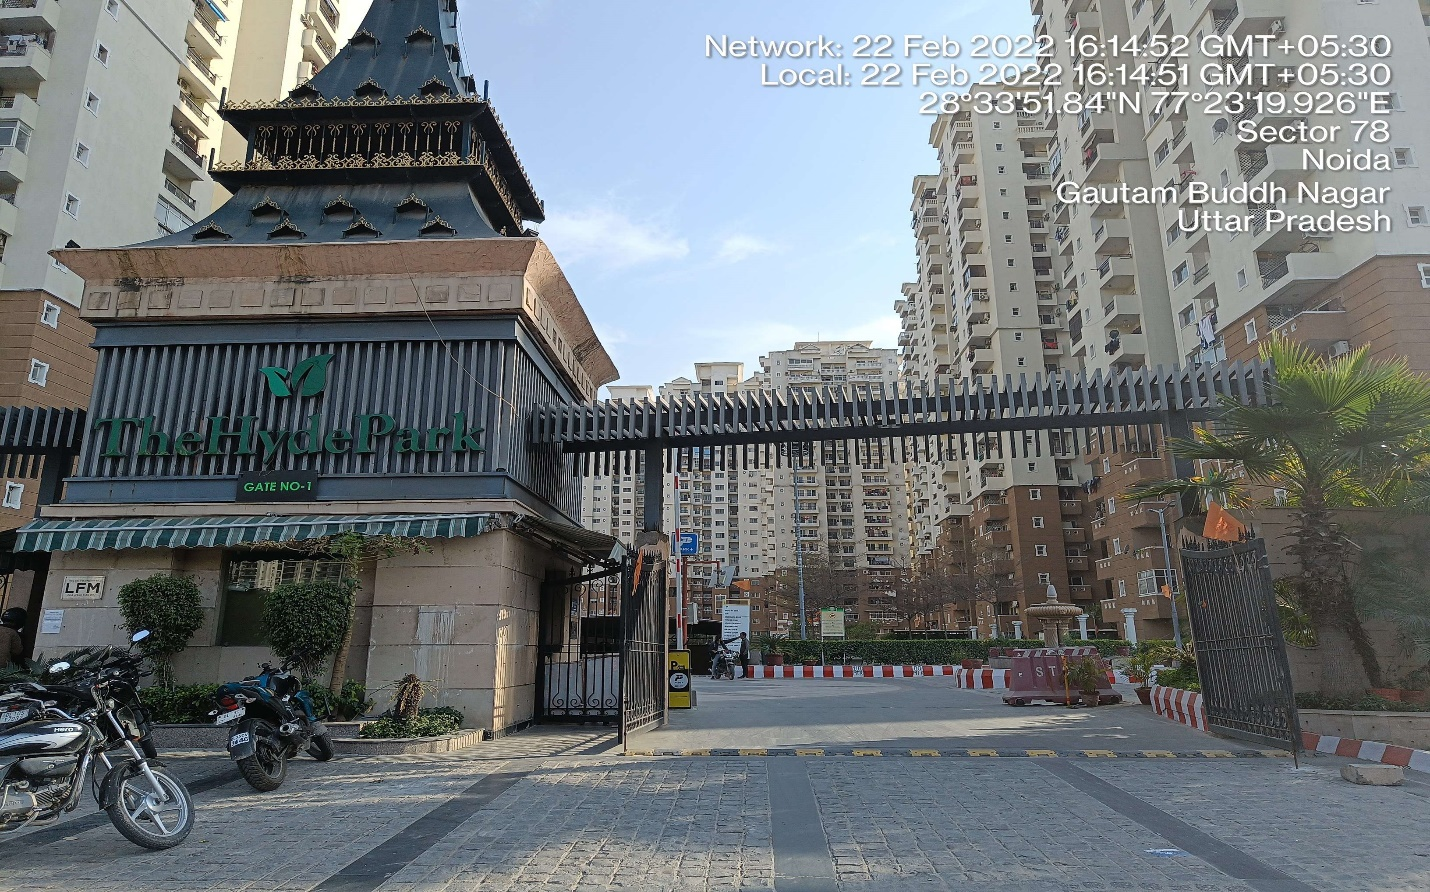 Network: 22 Feb 2022 16:14:52 GMT+05:30
Local: 22 Feb 2022 16:14:51 GMT+05:30
28°33'51.84"N 77°23'19.926"E
Sector 78
Noida
Gautam Buddh Nagar
Uttar Pradesh
TheHydePark
GATE NO-1
LFM
Hero
ST